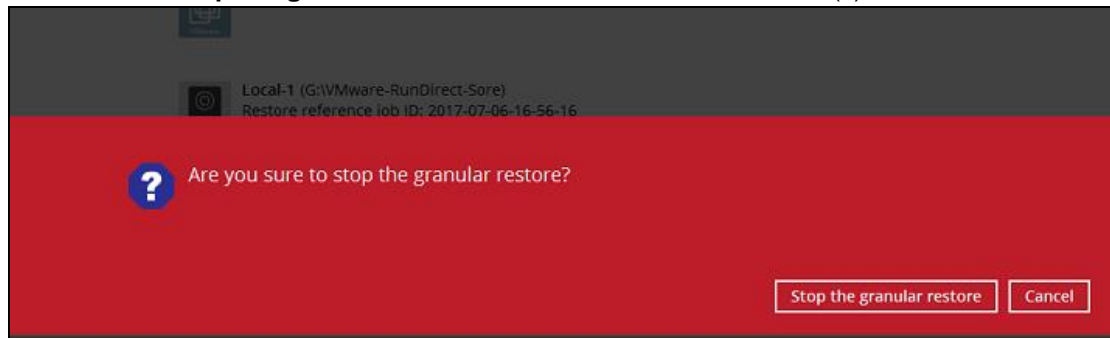 Local-1 (G:\VMware-RunDirect-Sore)
Restore reference job ID: 2017-07-06-16-56-16
Are you sure to stop the granular restore?
Stop the granular restore
Cancel